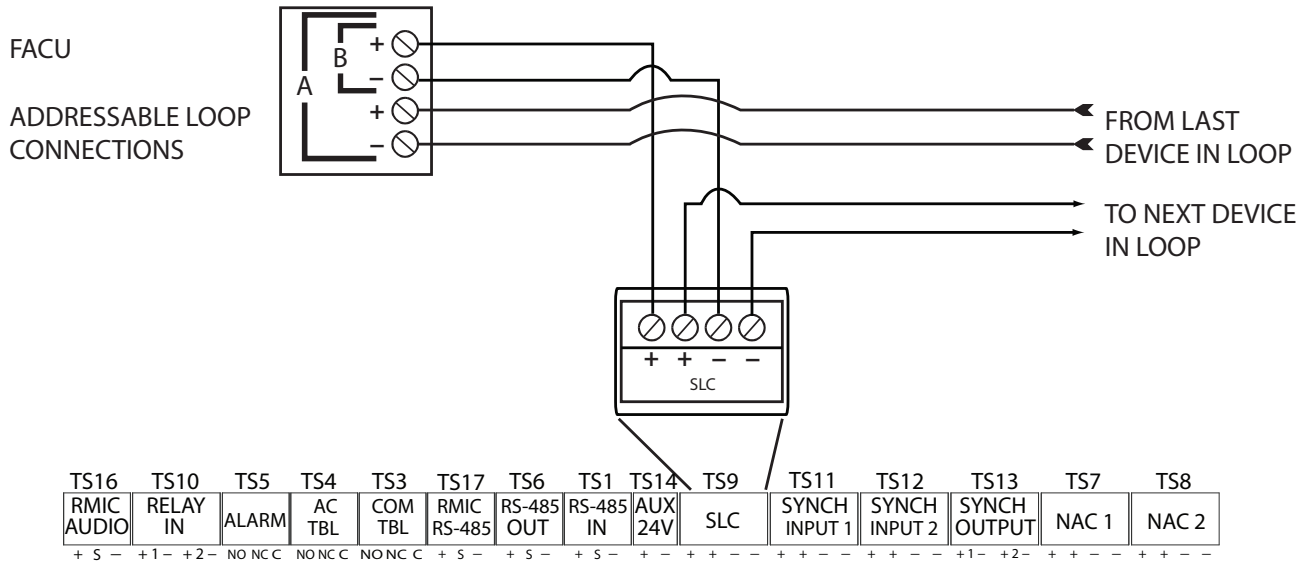 FACU
ADDRESSABLE LOOP
CONNECTIONS
A
B
+
−
+
−
FROM LAST
DEVICE IN LOOP
TO NEXT DEVICE
IN LOOP
+ + − −
SLC
TS16 TS10 TS5 TS4 TS3 TS17 TS6 TS1 TS14 TS9 TS11 TS12 TS13 TS7 TS8
RMIC AUDIO
RELAY IN
ALARM
AC TBL
COM TBL
RMIC RS-485
RS-485 OUT
RS-485 IN
AUX 24V
SLC
SYNCH INPUT 1
SYNCH INPUT 2
SYNCH OUTPUT
NAC 1
NAC 2
+ S − +1− +2− NO NC C NO NC C NO NC C + S − + S − + S − + − + + − − + + − − + + − − +1− +2− + + − − + + − −